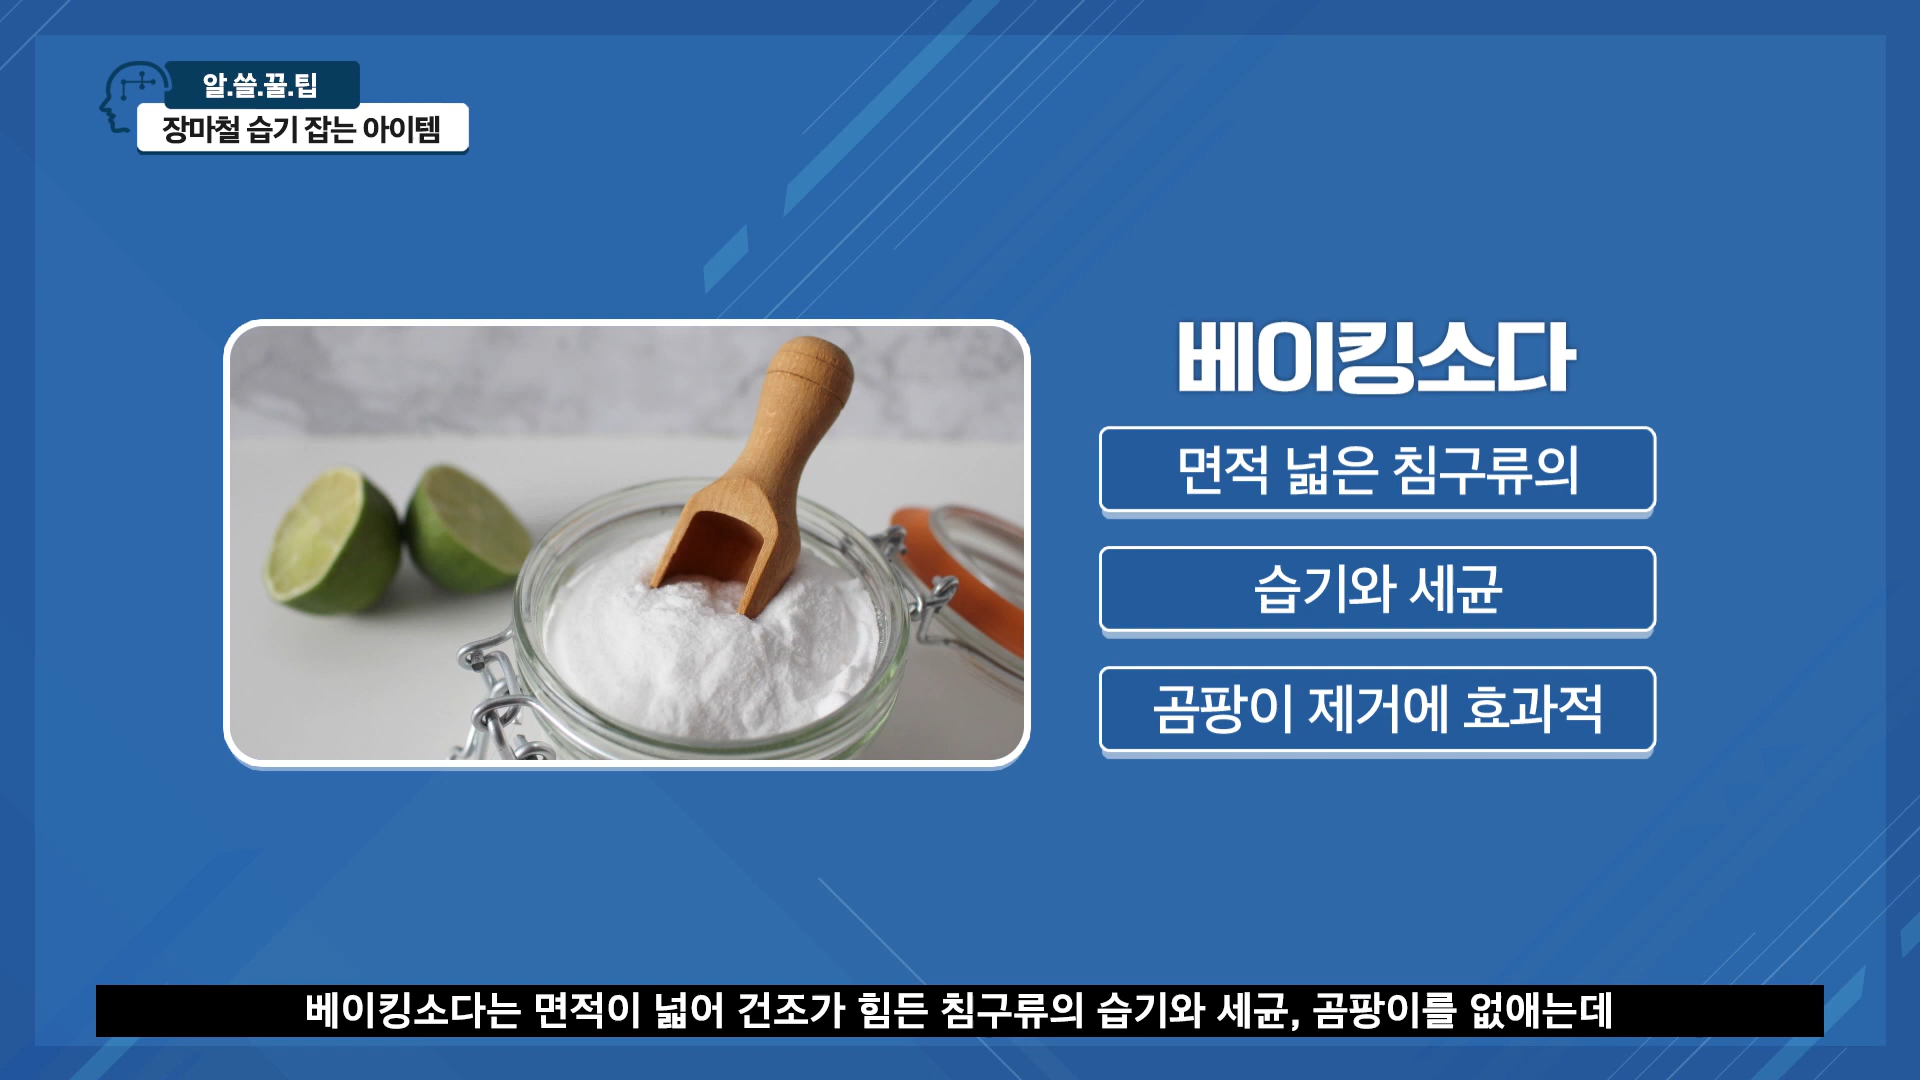 알.쓸.꿀.팁
장마철 습기 잡는 아이템
베이킹소다
면적 넓은 침구류의
습기와 세균
곰팡이 제거에 효과적
베이킹소다는 면적이 넓어 건조가 힘든 침구류의 습기와 세균, 곰팡이를 없애는데